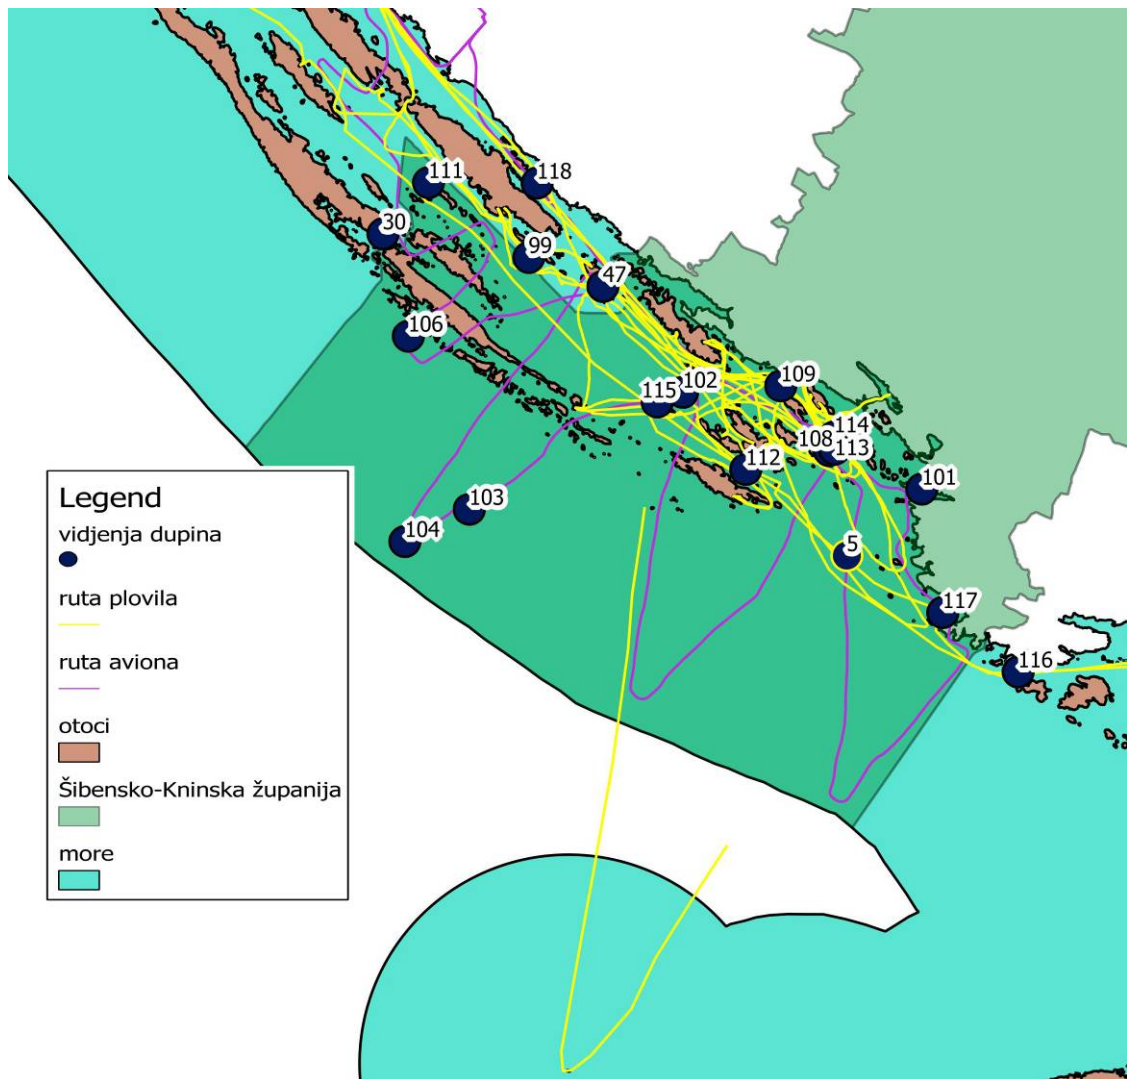 111
118
30
99
47
106
109
102
115
114
108
113
112
101
103
104
5
117
116
Legend
vidjenja dupina
ruta plovila
ruta aviona
otoci
Šibensko-Kninska županija
more